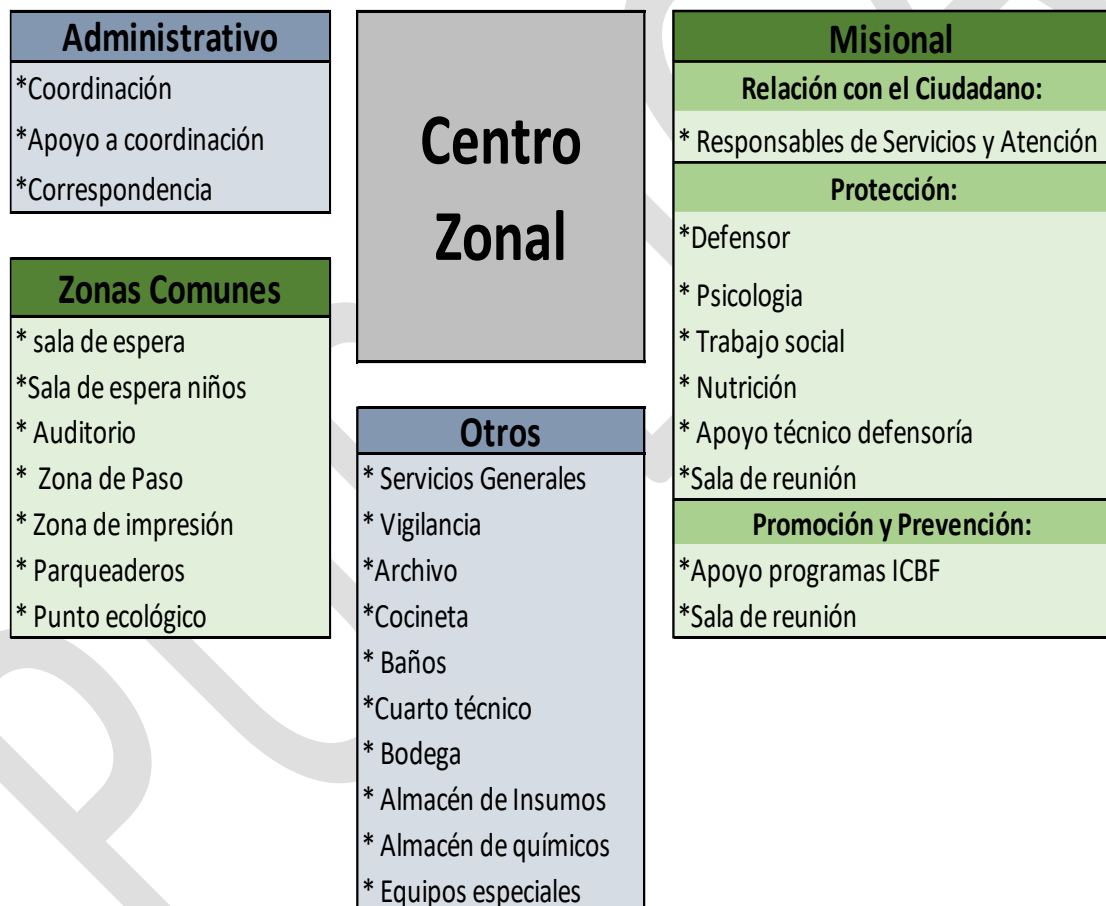 Administrativo
*Coordinación
*Apoyo a coordinación
*Correspondencia
Zonas Comunes
* sala de espera
*Sala de espera niños
* Auditorio
* Zona de Paso
* Zona de impresión
* Parqueaderos
* Punto ecológico
Centro
Zonal
Otros
* Servicios Generales
* Vigilancia
*Archivo
*Cocineta
* Baños
*Cuarto técnico
* Bodega
* Almacén de Insumos
* Almacén de químicos
* Equipos especiales
Misional
Relación con el Ciudadano:
* Responsables de Servicios y Atención
Protección:
*Defensor
* Psicologia
* Trabajo social
* Nutrición
* Apoyo técnico defensoría
*Sala de reunión
Promoción y Prevención:
*Apoyo programas ICBF
*Sala de reunión